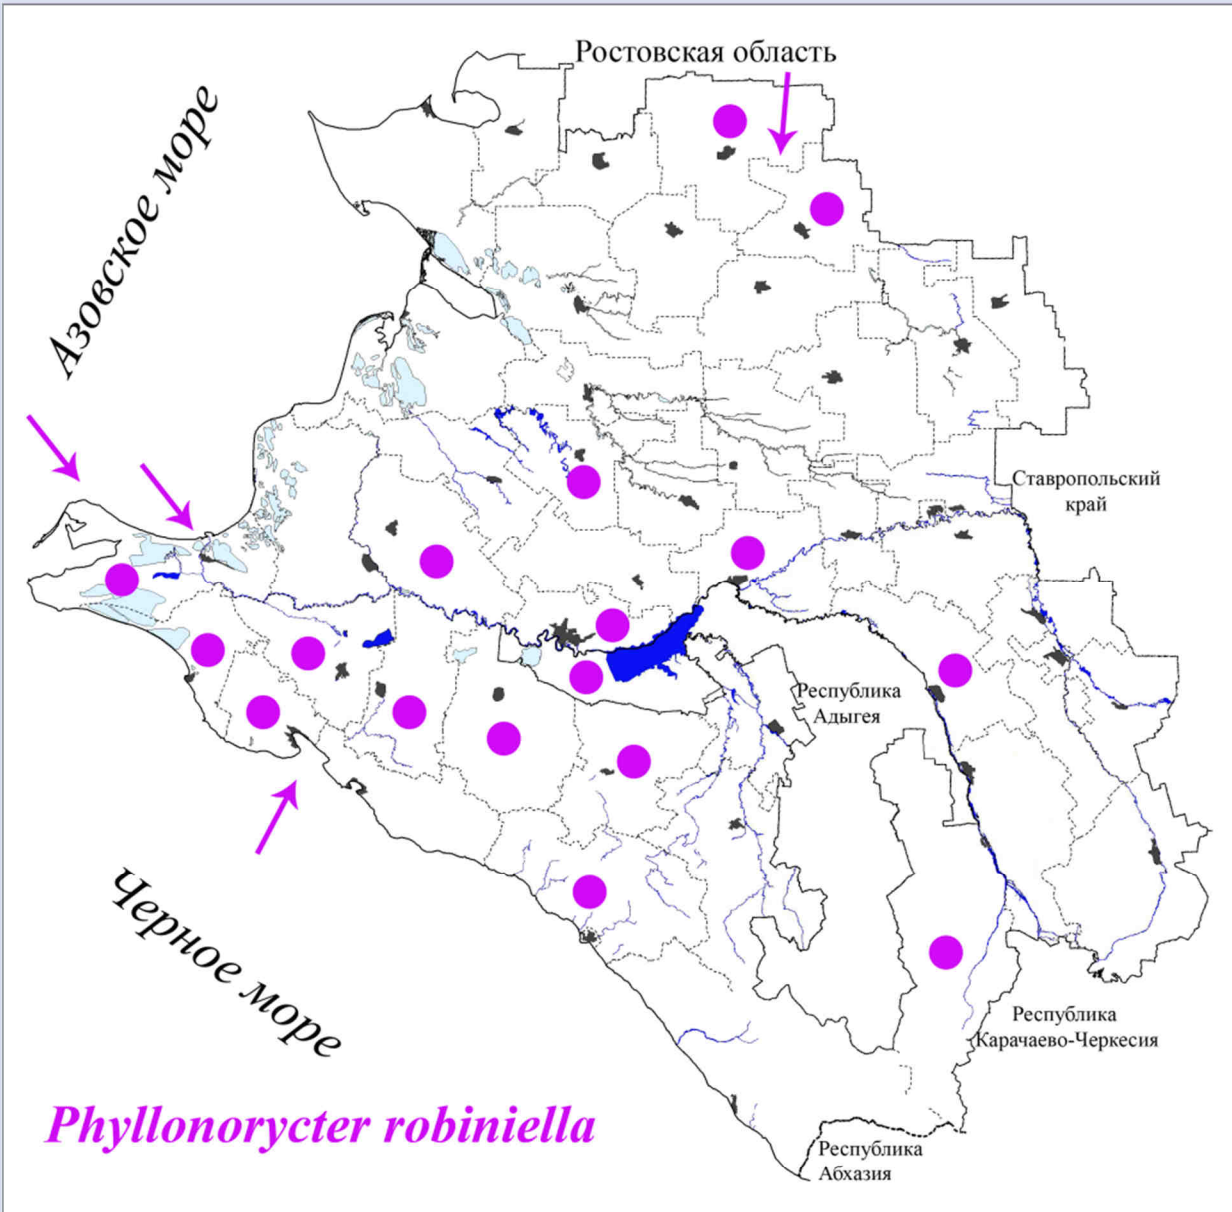 Ростовская область
Азовское море
Ставропольский
край
Республика
Адыгея
Черное море
Республика
Карачаево-Черкесия
Phyllonorycter robiniella
Республика
Абхазия